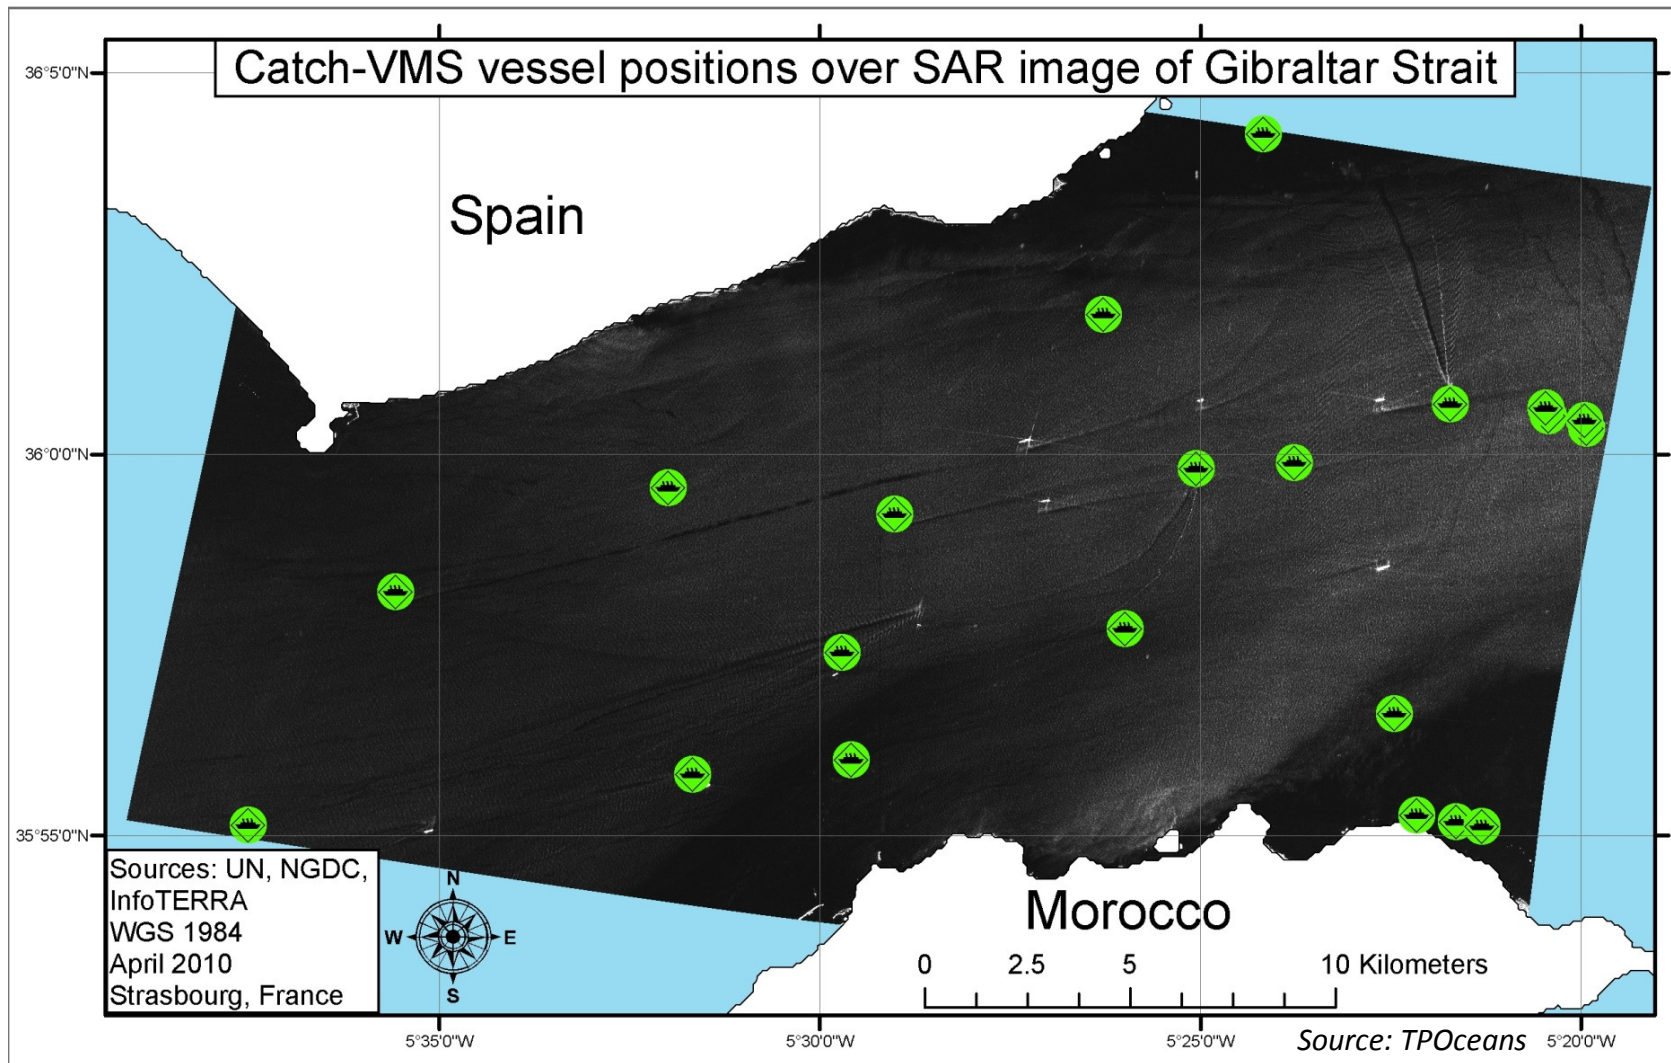 Catch-VMS vessel positions over SAR image of Gibraltar Strait
36°5'0"N
Spain
36°0'0"N
35°55'0"N
Sources: UN, NGDC,
InfoTERRA
WGS 1984
April 2010
Strasbourg, France
N
W
E
S
Morocco
0 2.5 5 10 Kilometers
5°35'0"W 5°30'0"W 5°25'0"W 5°20'0"W
Source: TPOceans